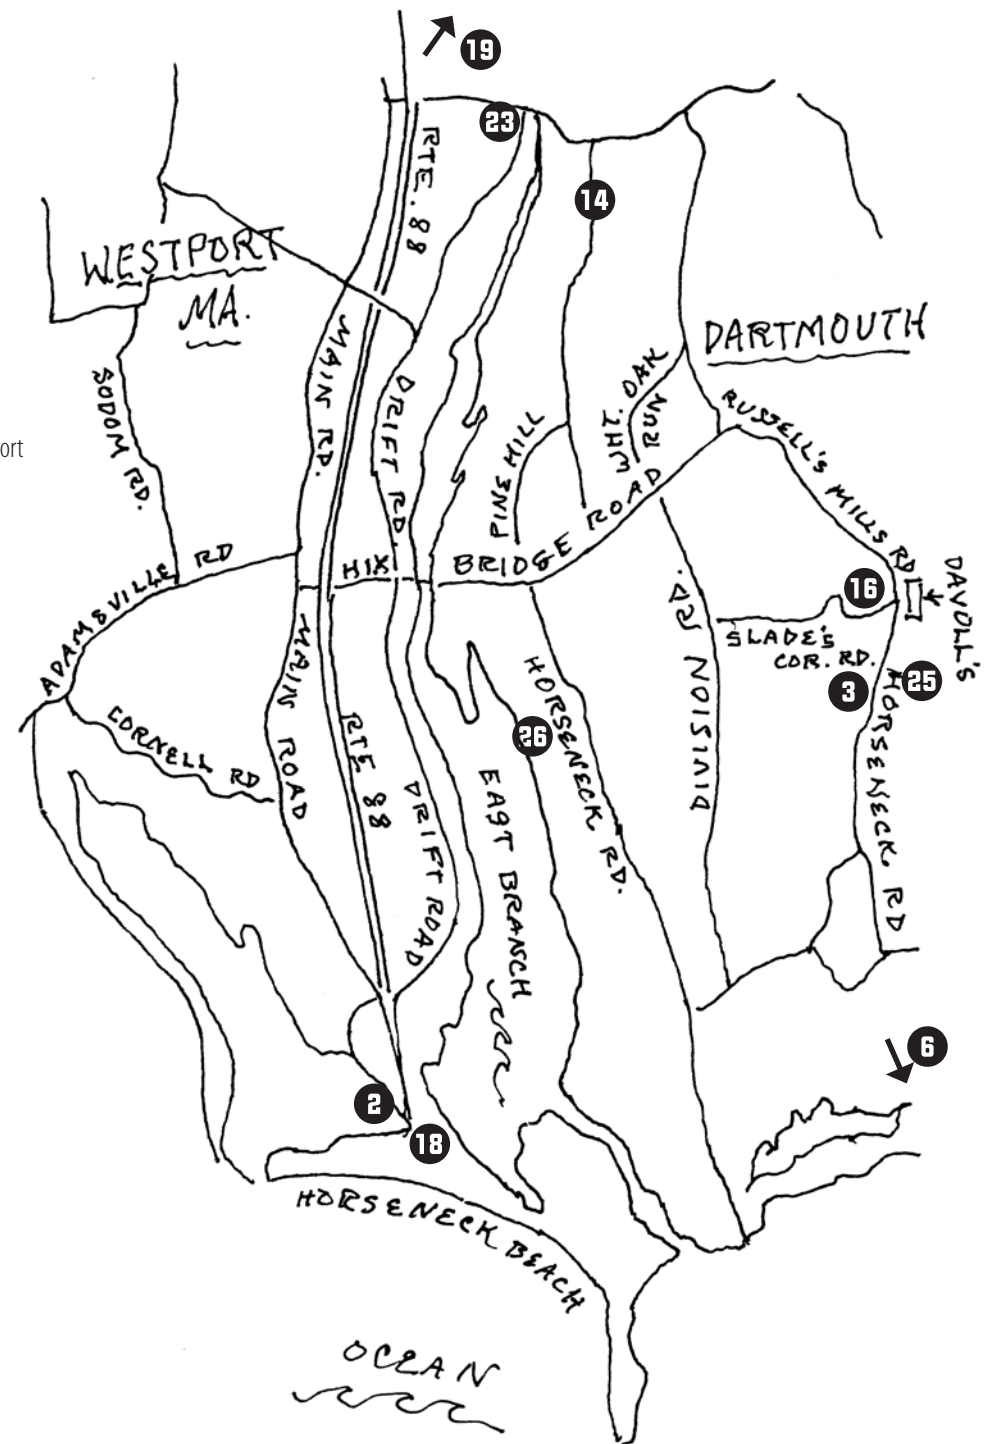 19
23
RTE. 88
14
WESTPORT
MA.
DARTMOUTH
MAIN RD.
SODOM RD.
DRIFT RD.
PINE HILL
WHT. OAK
RUN
RUSSELL'S MILLS RD
ort
HIX BRIDGE ROAD
ADAMSVILLE RD
16
DAVOLL'S
SLADE'S
COR. RD.
3
25
DIVISION RD.
HORSENECK RD
MAIN ROAD
CORNELL RD
RTE 88
DRIFT ROAD
26
HORSENECK RD.
EAST BRANCH
6
2
18
HORSENECK BEACH
OCEAN